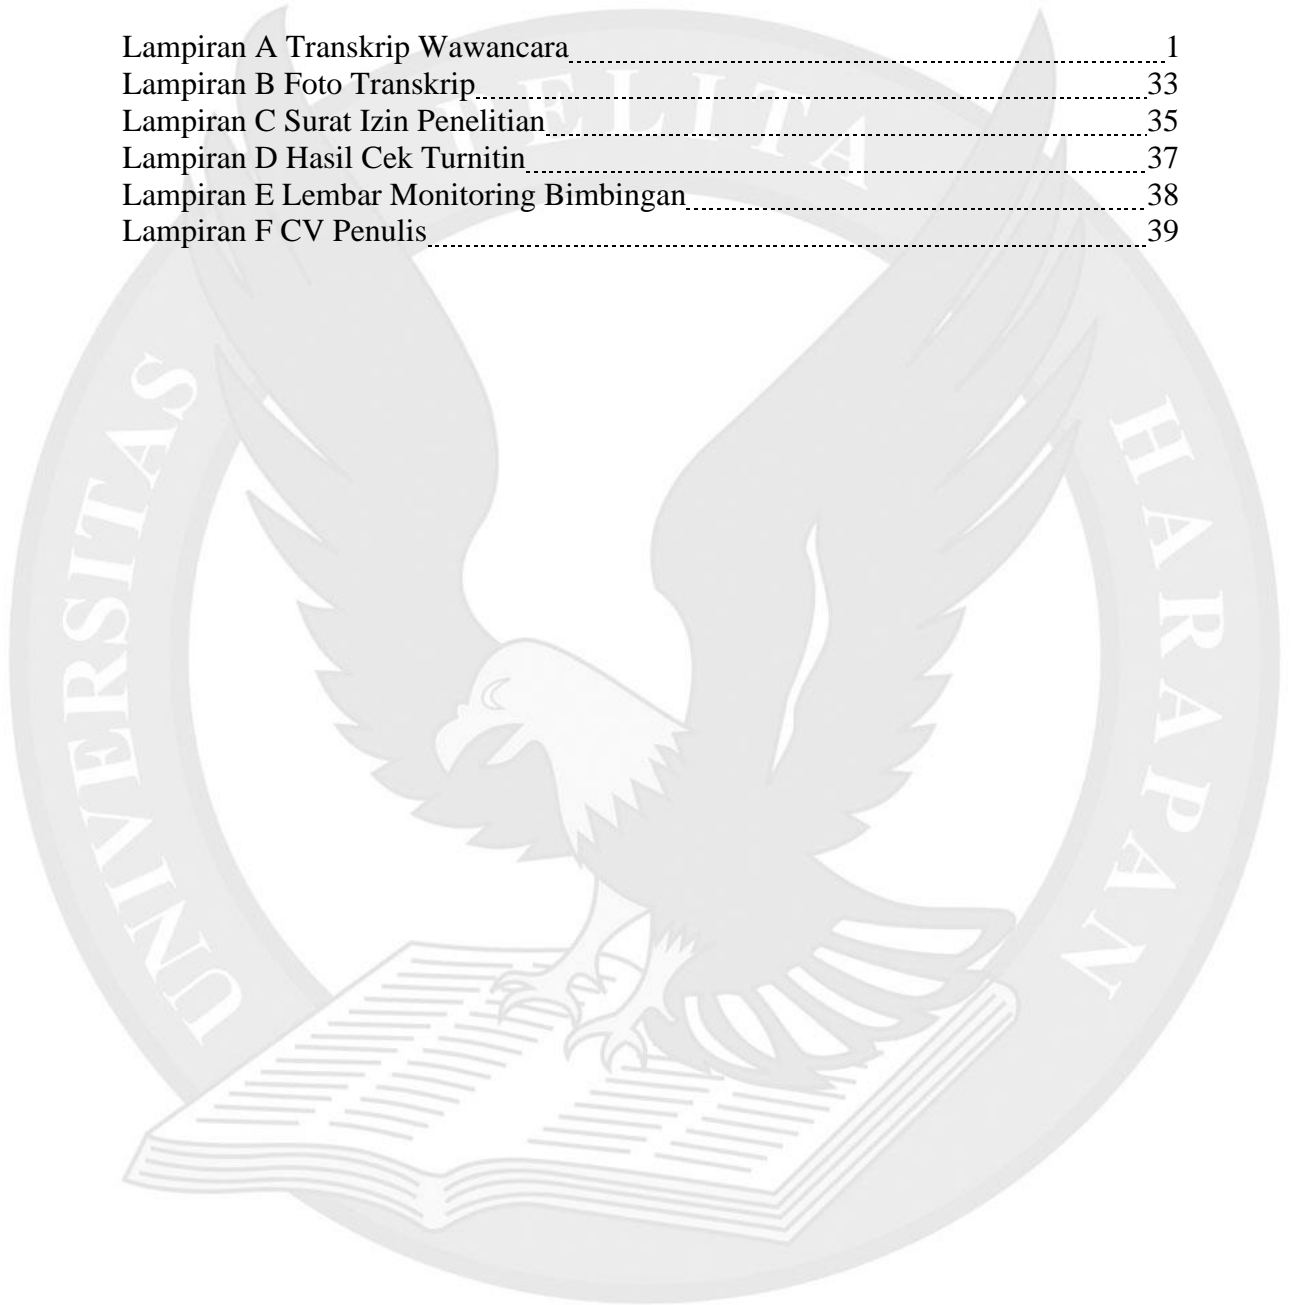 Lampiran A Transkrip Wawancara 1
Lampiran B Foto Transkrip 33
Lampiran C Surat Izin Penelitian 35
Lampiran D Hasil Cek Turnitin 37
Lampiran E Lembar Monitoring Bimbingan 38
Lampiran F CV Penulis 39
UNIVERSITAS PELITA HARAPAN